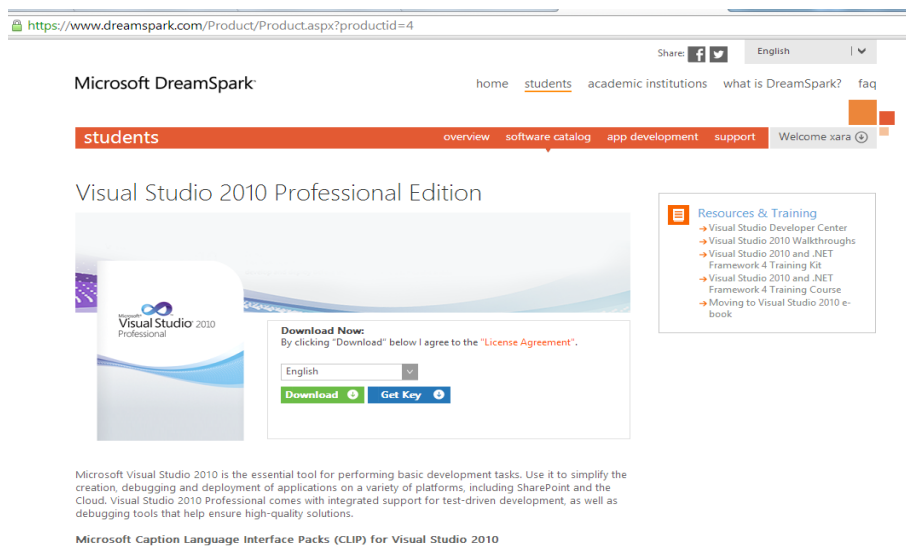 https://www.dreamspark.com/Product/Product.aspx?productid=4
Share:
English
Microsoft DreamSpark
home students academic institutions what is DreamSpark? faq
students
overview software catalog app development support Welcome xara
Visual Studio 2010 Professional Edition
Resources & Training
Visual Studio Developer Center
Visual Studio 2010 Walkthroughs
Visual Studio 2010 and .NET
Framework 4 Training Kit
Visual Studio 2010 and .NET
Framework 4 Training Course
Moving to Visual Studio 2010 e-
book
Microsoft
Visual Studio 2010
Professional
Download Now:
By clicking "Download" below I agree to the "License Agreement".
English
Download Get Key
Microsoft Visual Studio 2010 is the essential tool for performing basic development tasks. Use it to simplify the
creation, debugging and deployment of applications on a variety of platforms, including SharePoint and the
Cloud. Visual Studio 2010 Professional comes with integrated support for test-driven development, as well as
debugging tools that help ensure high-quality solutions.
Microsoft Caption Language Interface Packs (CLIP) for Visual Studio 2010